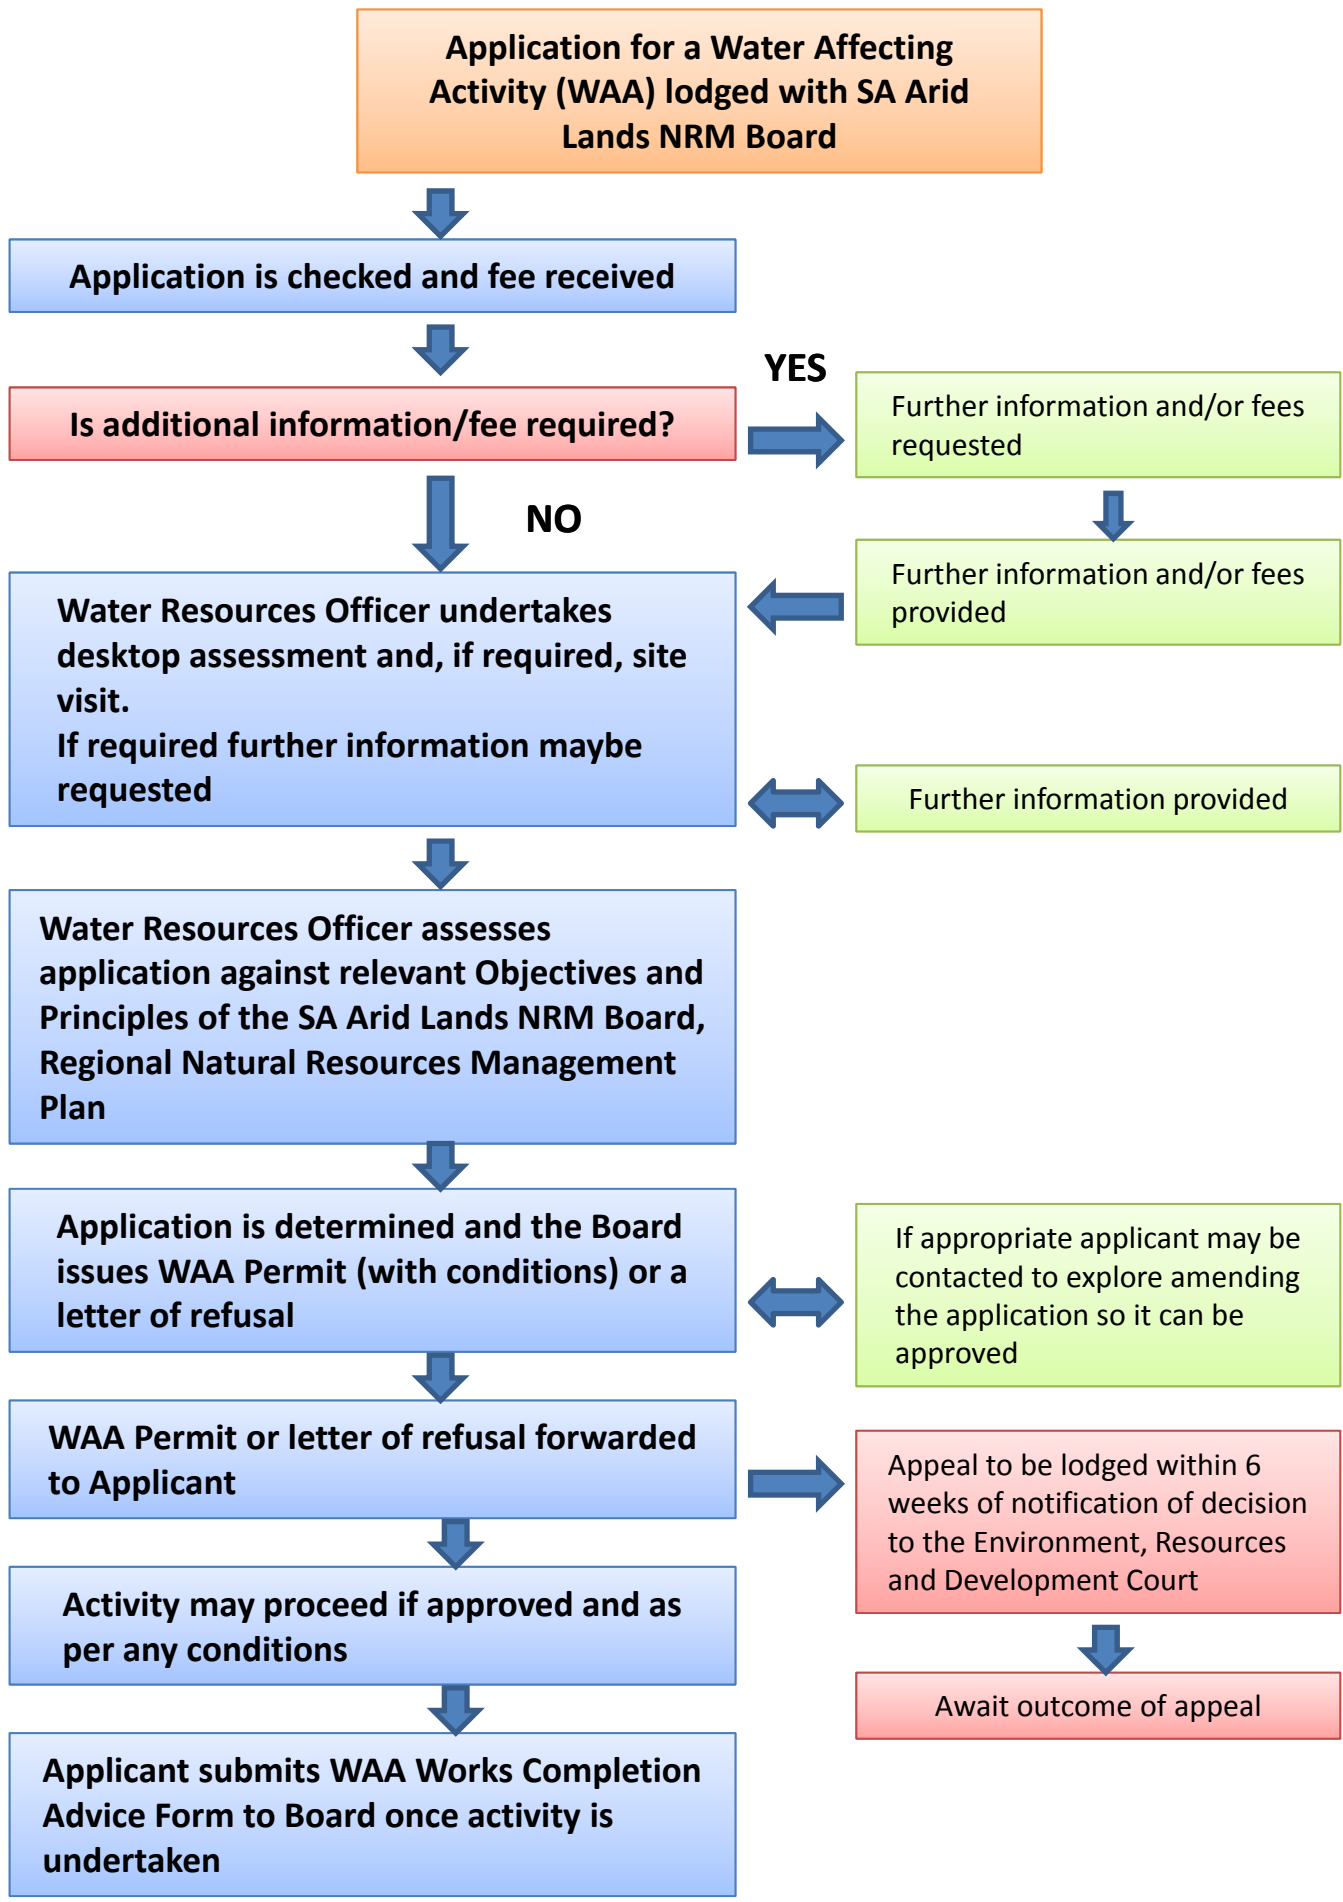 Application for a Water Affecting
Activity (WAA) lodged with SA Arid
Lands NRM Board
Application is checked and fee received
Is additional information/fee required?
YES
Further information and/or fees
requested
NO
Further information and/or fees
provided
Water Resources Officer undertakes
desktop assessment and, if required, site
visit.
If required further information maybe
requested
Further information provided
Water Resources Officer assesses
application against relevant Objectives and
Principles of the SA Arid Lands NRM Board,
Regional Natural Resources Management
Plan
Application is determined and the Board
issues WAA Permit (with conditions) or a
letter of refusal
If appropriate applicant may be
contacted to explore amending
the application so it can be
approved
WAA Permit or letter of refusal forwarded
to Applicant
Appeal to be lodged within 6
weeks of notification of decision
to the Environment, Resources
and Development Court
Activity may proceed if approved and as
per any conditions
Await outcome of appeal
Applicant submits WAA Works Completion
Advice Form to Board once activity is
undertaken